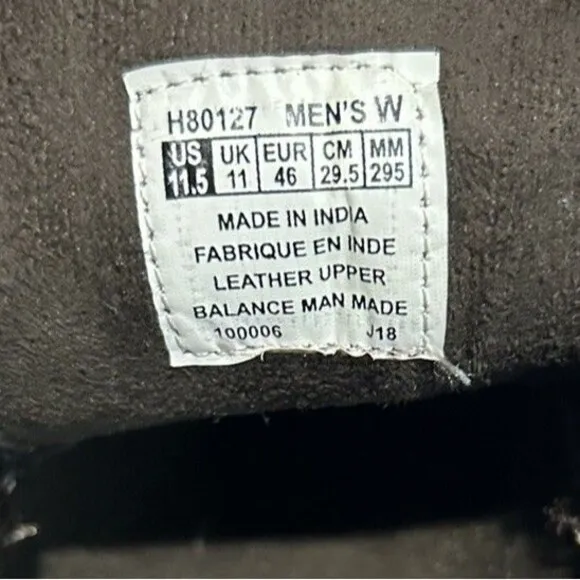 H80127 MEN'S W
US UK EUR CM MM
11.5 11 46 29.5 295
MADE IN INDIA
FABRIQUE EN INDE
LEATHER UPPER
BALANCE MAN MADE
100006 J18